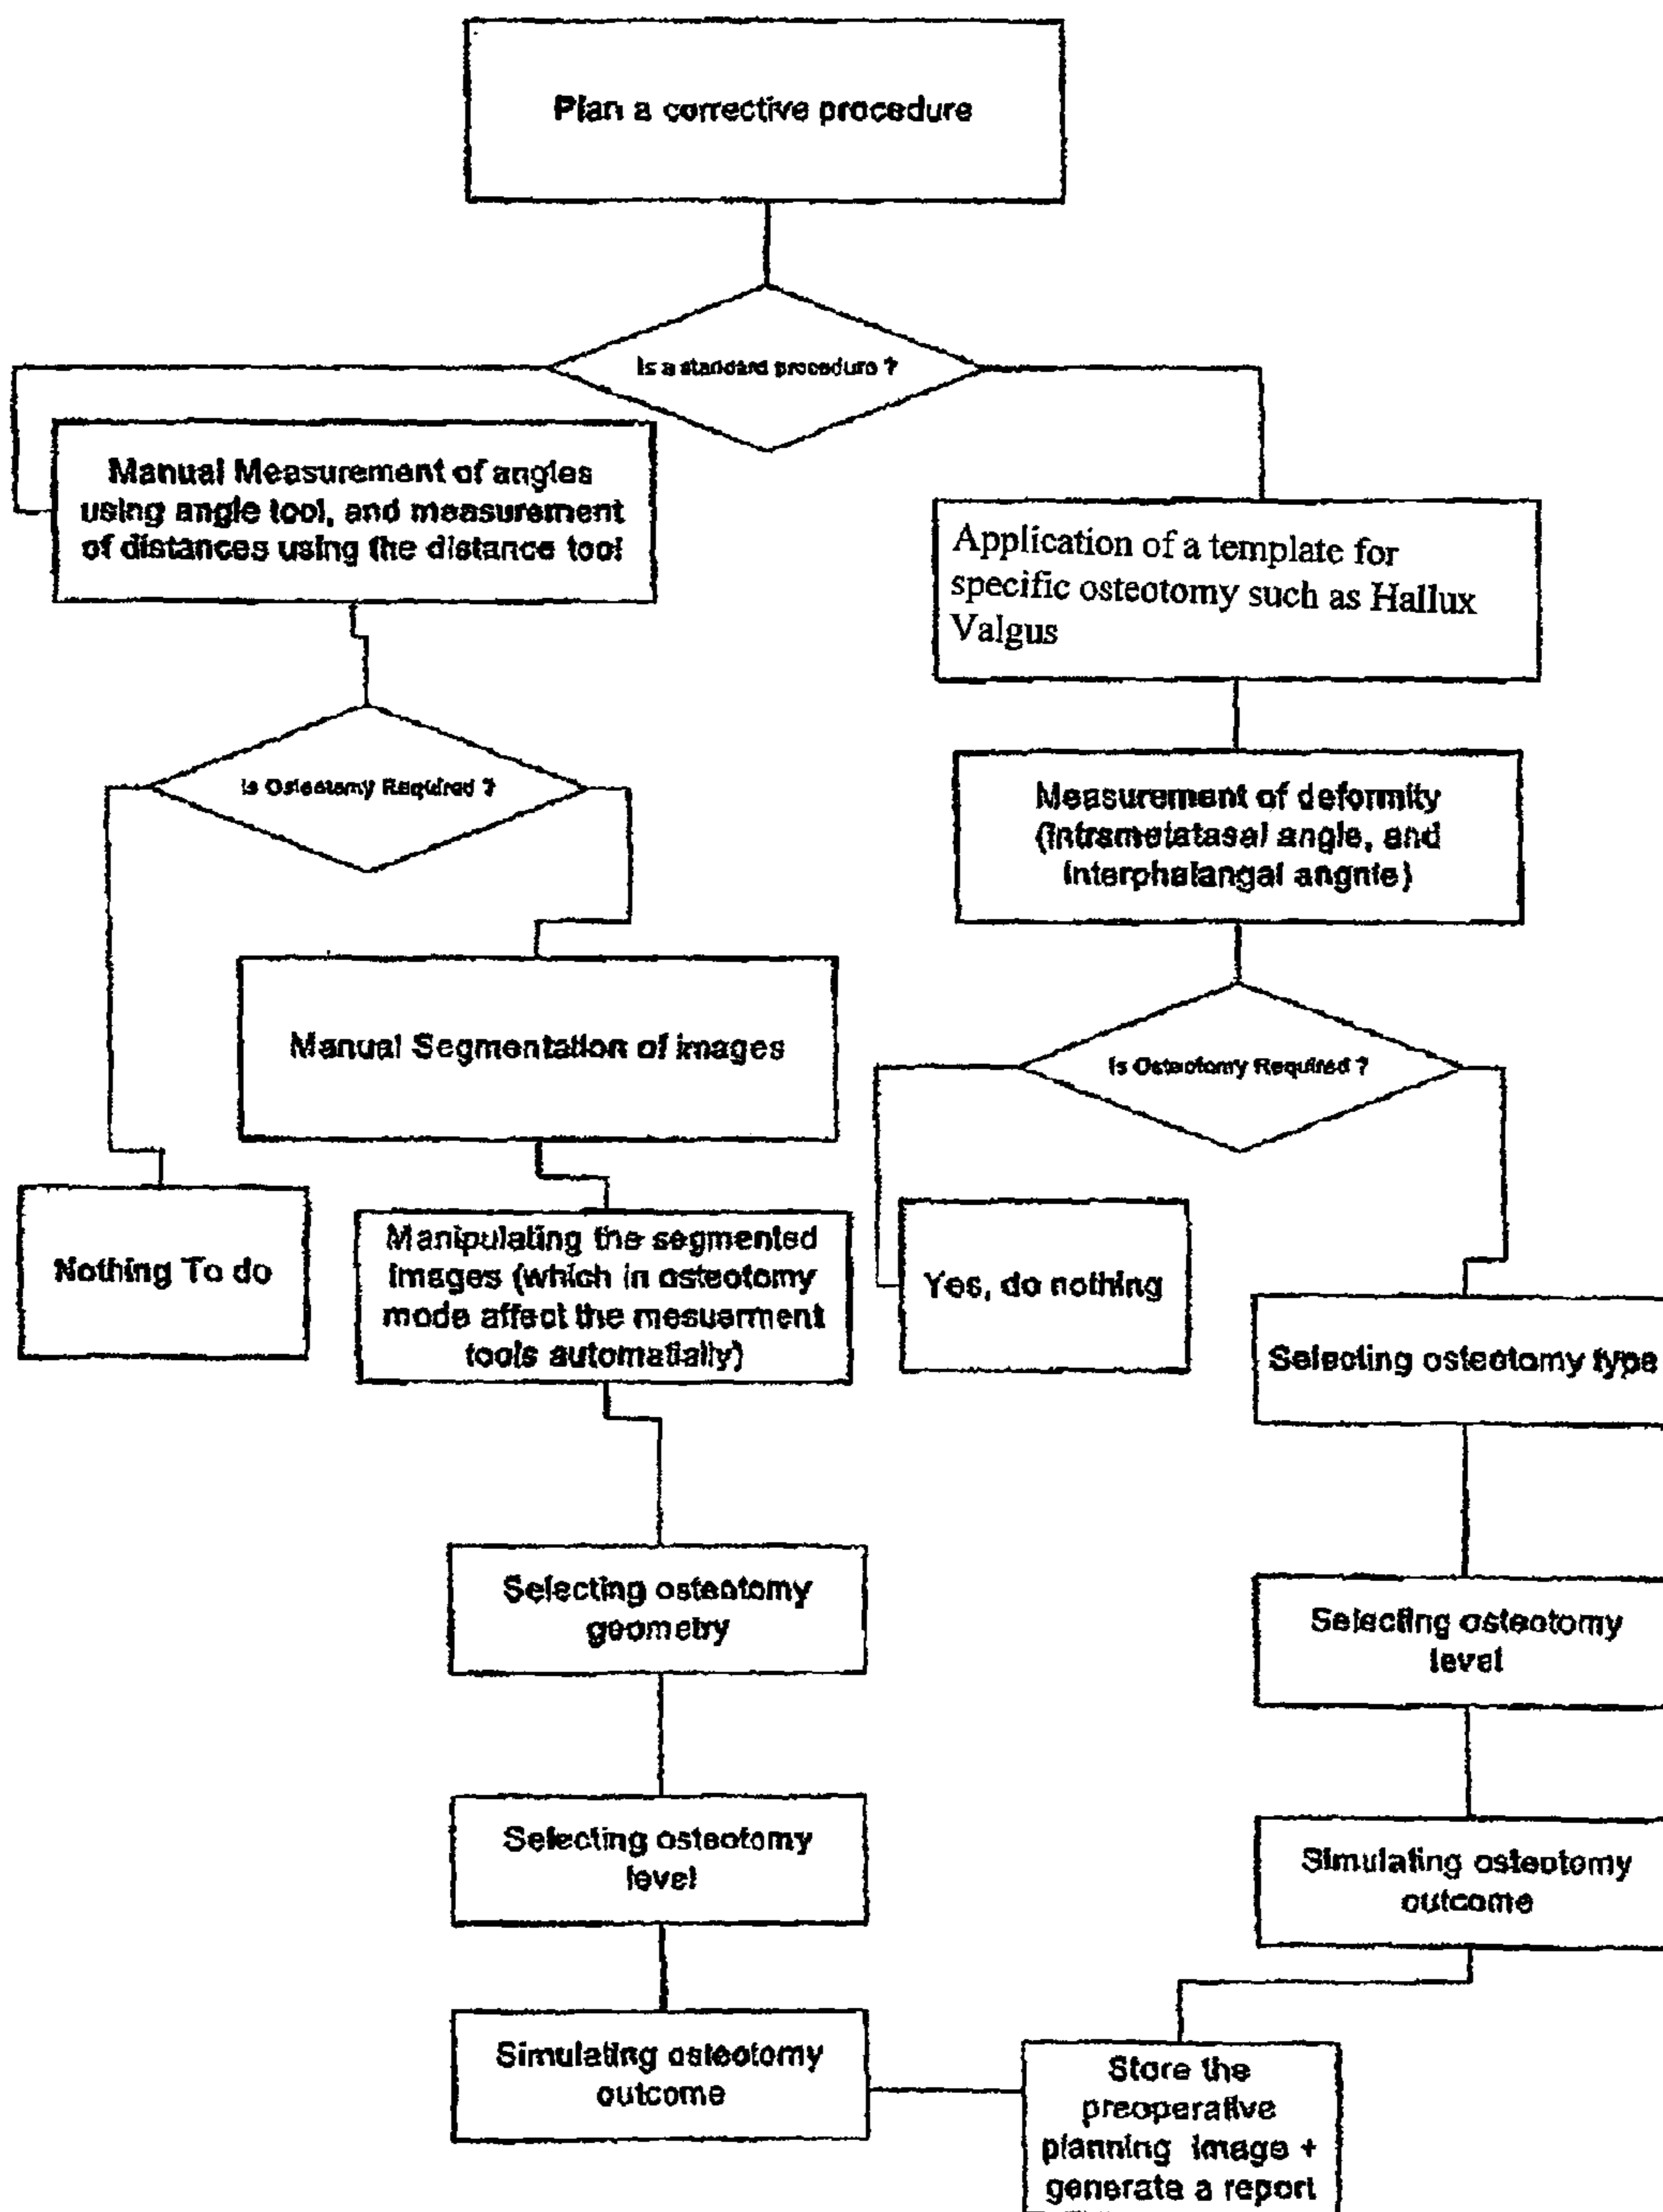 Plan a corrective procedure
Is a standard procedure ?
Manual Measurement of angles
using angle tool, and measurement
of distances using the distance tool
Application of a template for
specific osteotomy such as Hallux
Valgus
Is Osteotomy Required ?
Measurement of deformity
(intrametatasal angle, and
interphalangal angnle)
Manual Segmentation of images
Is Osteotomy Required ?
Nothing To do
Manipulating the segmented
images (which in osteotomy
mode affect the mesuerment
tools automatially)
Yes, do nothing
Selecting osteotomy type
Selecting osteotomy
geometry
Selecting osteotomy
level
Selecting osteotomy
level
Simulating osteotomy
outcome
Simulating osteotomy
outcome
Store the
preoperative
planning image +
generate a report